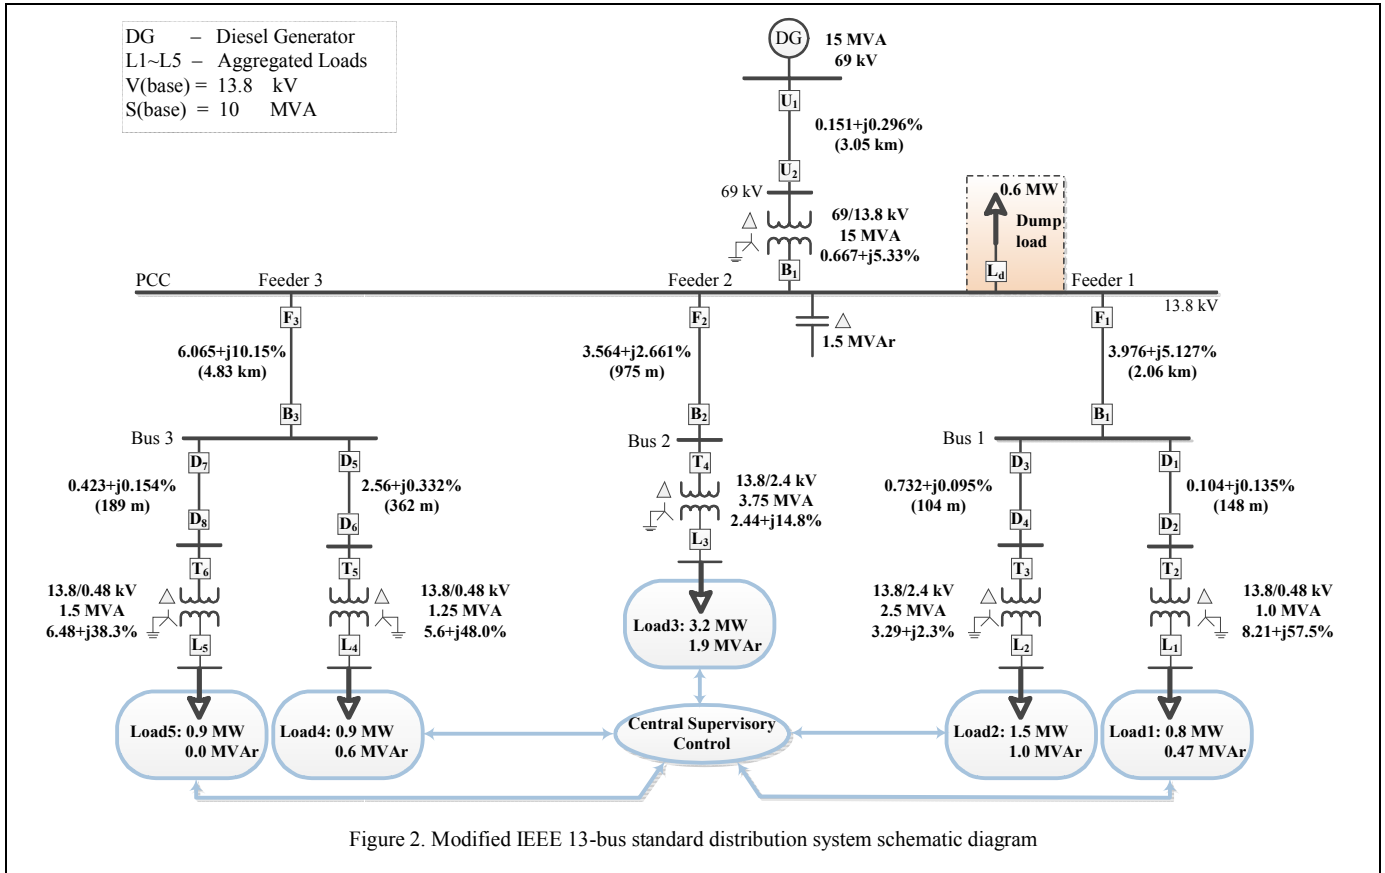 DG – Diesel Generator
L1~L5 – Aggregated Loads
V(base) = 13.8 kV
S(base) = 10 MVA
DG
15 MVA
69 kV
U1
0.151+j0.296%
(3.05 km)
U2
69 kV
69/13.8 kV
15 MVA
0.667+j5.33%
B1
0.6 MW
Dump
load
Ld
PCC
Feeder 3
Feeder 2
Feeder 1
13.8 kV
1.5 MVAr
F3
6.065+j10.15%
(4.83 km)
B3
F2
3.564+j2.661%
(975 m)
B2
F1
3.976+j5.127%
(2.06 km)
B1
Bus 3
D7
0.423+j0.154%
(189 m)
D8
D5
2.56+j0.332%
(362 m)
D6
Bus 2
T4
13.8/2.4 kV
3.75 MVA
2.44+j14.8%
L3
Bus 1
D3
0.732+j0.095%
(104 m)
D4
D1
0.104+j0.135%
(148 m)
D2
T6
13.8/0.48 kV
1.5 MVA
6.48+j38.3%
L5
T5
13.8/0.48 kV
1.25 MVA
5.6+j48.0%
L4
T3
13.8/2.4 kV
2.5 MVA
3.29+j2.3%
L2
T2
13.8/0.48 kV
1.0 MVA
8.21+j57.5%
L1
Load3: 3.2 MW
1.9 MVAr
Load5: 0.9 MW
0.0 MVAr
Load4: 0.9 MW
0.6 MVAr
Central Supervisory
Control
Load2: 1.5 MW
1.0 MVAr
Load1: 0.8 MW
0.47 MVAr
Figure 2. Modified IEEE 13-bus standard distribution system schematic diagram